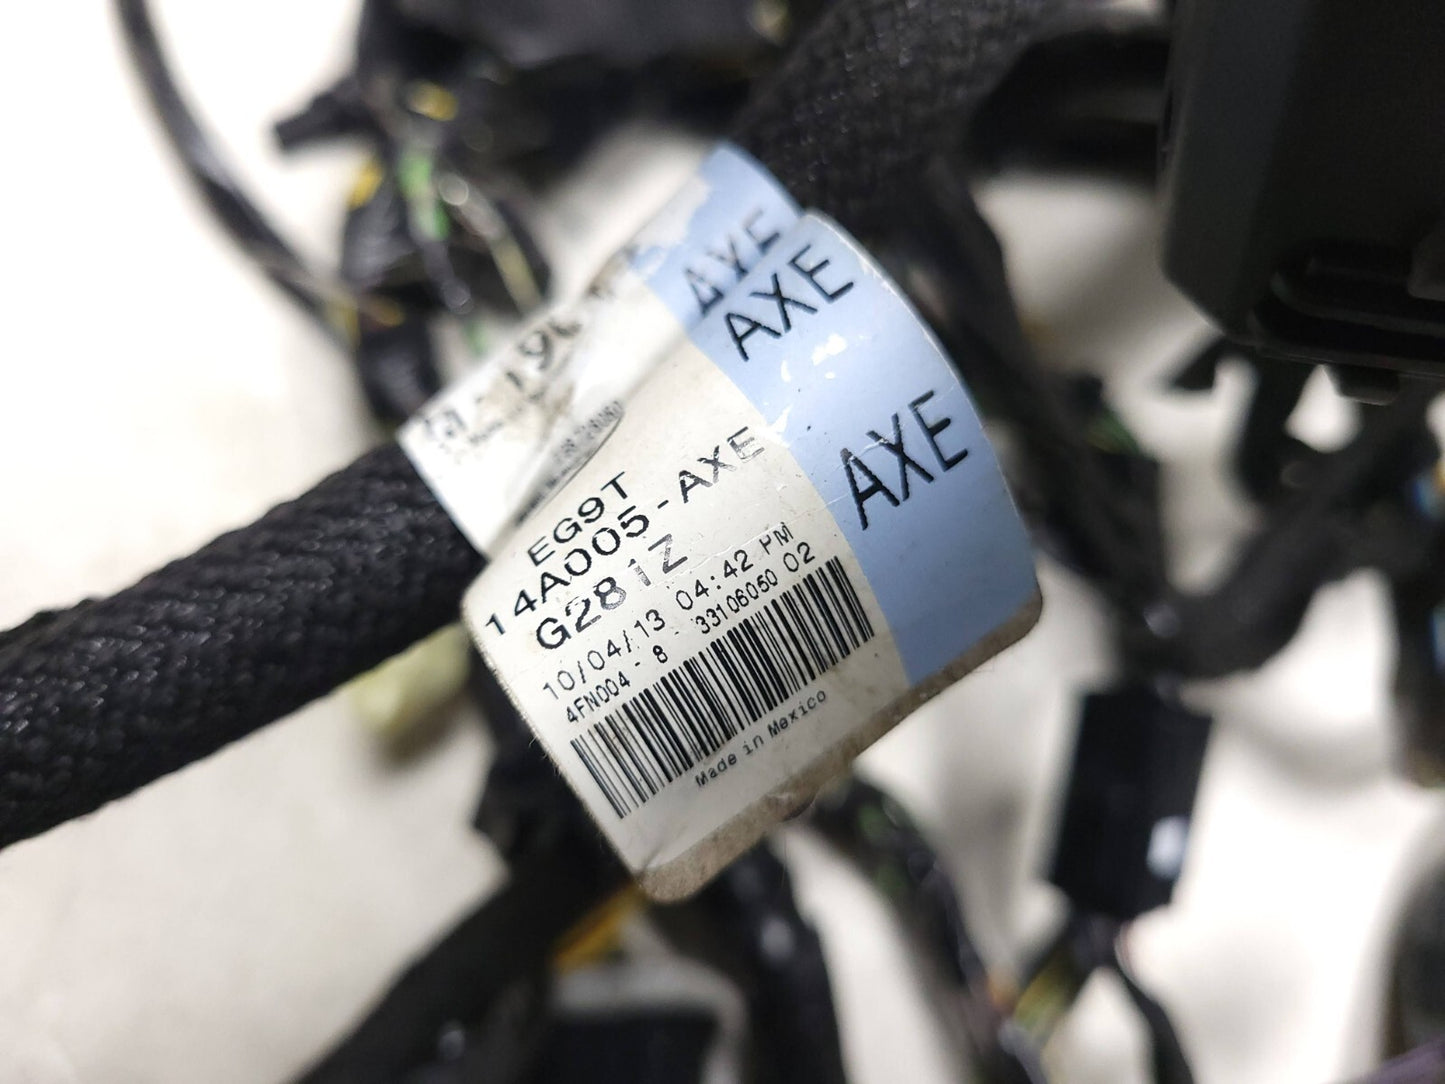 AXE
AXE
AXE
EG9T
14A005-AXE
G281Z
10/04/13 04:42 PM
4FN004-8 33106050 02
Made in Mexico